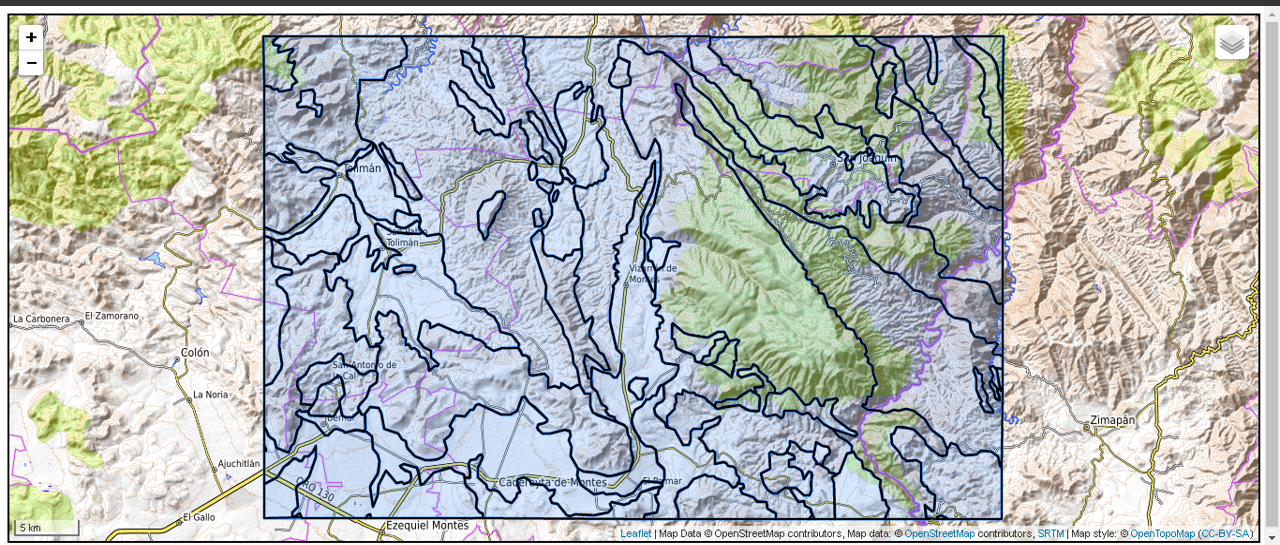 +
−
San Joaquín
Tolimán
Tolimán
Vizarrón de
Montes
La Carbonera
El Zamorano
Colón
San Antonio de
la Cal
La Noria
Zimapán
Ajuchitlán
Cadereyta de Montes
El Palmar
QRO 130
El Gallo
Ezequiel Montes
5 km
Leaflet | Map Data © OpenStreetMap contributors, Map data: © OpenStreetMap contributors, SRTM | Map style: © OpenTopoMap (CC-BY-SA)